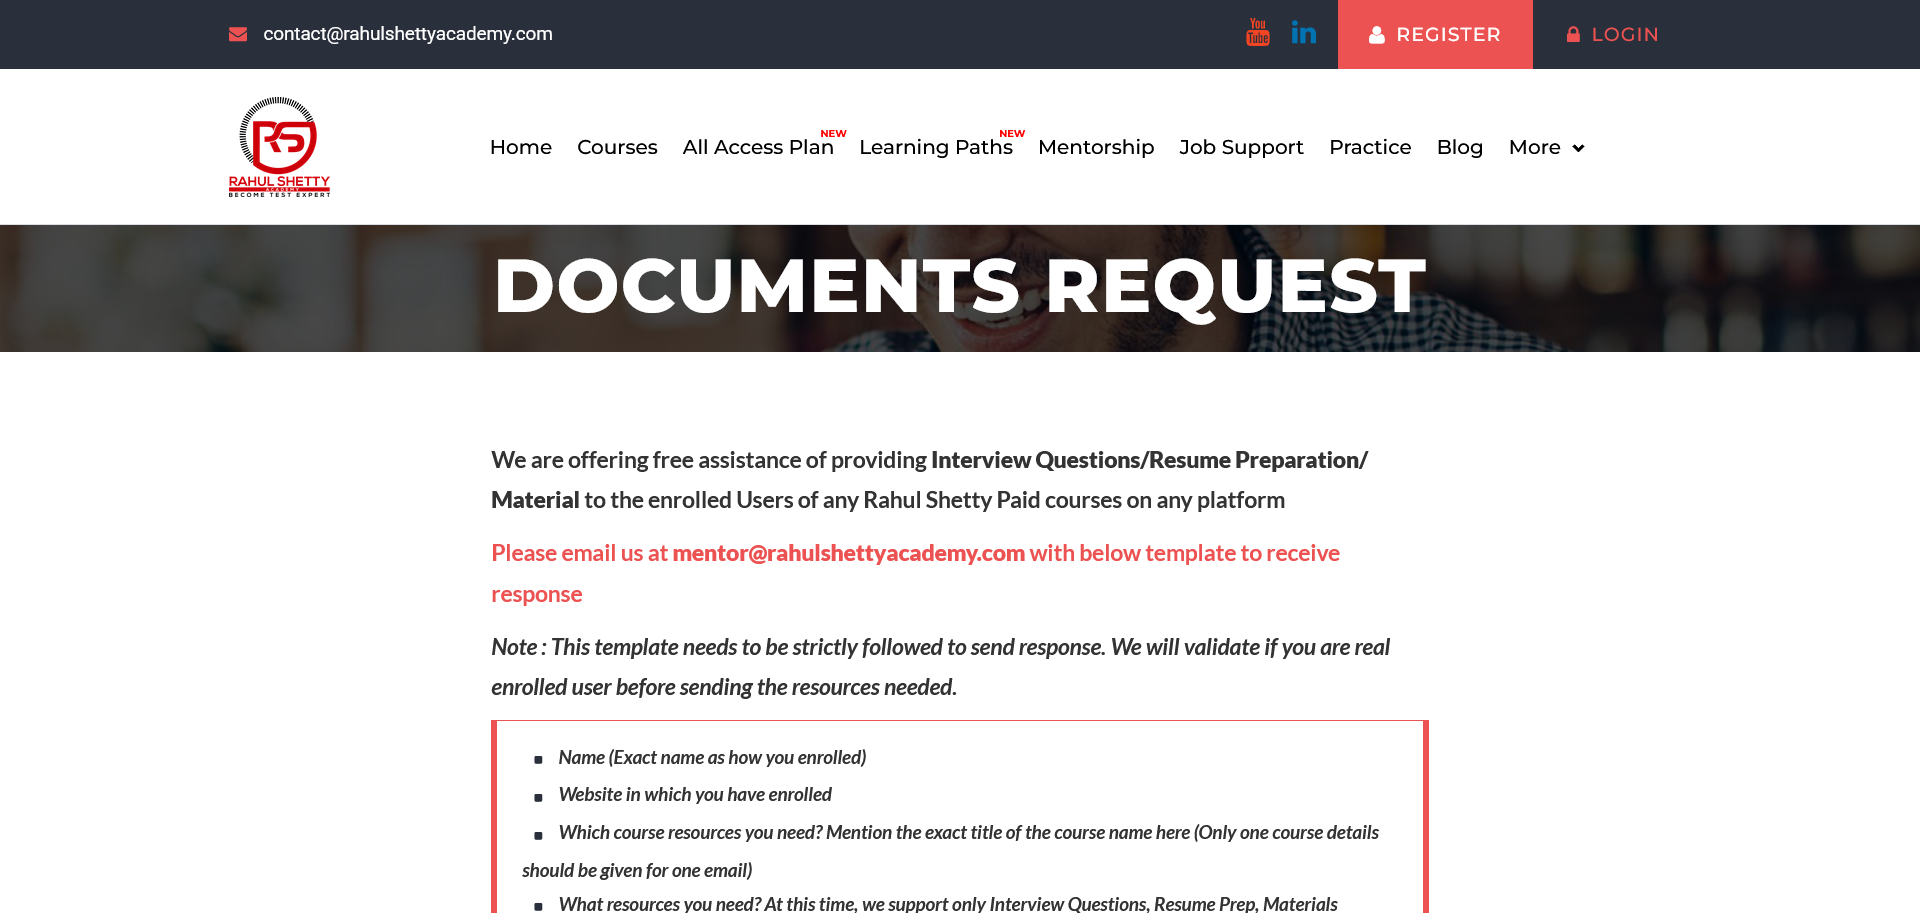 contact@rahulshettyacademy.com
You
Tube
in
REGISTER
LOGIN
RS
RAHUL SHETTY
ACADEMY
BECOME TEST EXPERT
Home
Courses
All Access Plan
NEW
Learning Paths
NEW
Mentorship
Job Support
Practice
Blog
More
DOCUMENTS REQUEST
We are offering free assistance of providing Interview Questions/Resume Preparation/
Material to the enrolled Users of any Rahul Shetty Paid courses on any platform
Please email us at mentor@rahulshettyacademy.com with below template to receive
response
Note : This template needs to be strictly followed to send response. We will validate if you are real
enrolled user before sending the resources needed.
Name (Exact name as how you enrolled)
Website in which you have enrolled
Which course resources you need? Mention the exact title of the course name here (Only one course details
should be given for one email)
What resources you need? At this time, we support only Interview Questions, Resume Prep, Materials